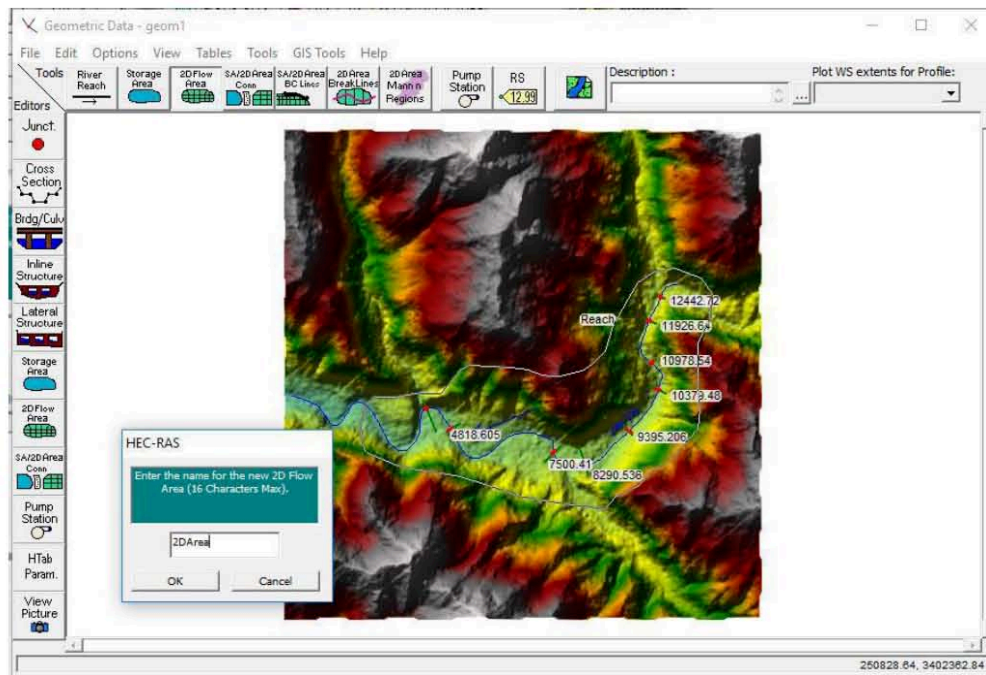 Geometric Data - geom1
File Edit Options View Tables Tools GIS Tools Help
Tools
Editors
River
Reach
Storage
Area
2D Flow
Area
SA/2D Area
Conn
SA/2D Area
BC Lines
2D Area
BreakLines
2D Area
Mann n
Regions
Pump
Station
RS
12.99
Description :
...
Plot WS extents for Profile:
Junct.
Cross
Section
Brdg/Culv
Inline
Structure
Lateral
Structure
Storage
Area
2D Flow
Area
SA/2D Area
Conn
Pump
Station
HTab
Param.
View
Picture
12442.72
Reach
11926.64
10978.54
10379.48
4818.605
9395.206
7500.41
8290.536
HEC-RAS
Enter the name for the new 2D Flow
Area (16 Characters Max).
2DArea
OK Cancel
250828.64, 3402362.84